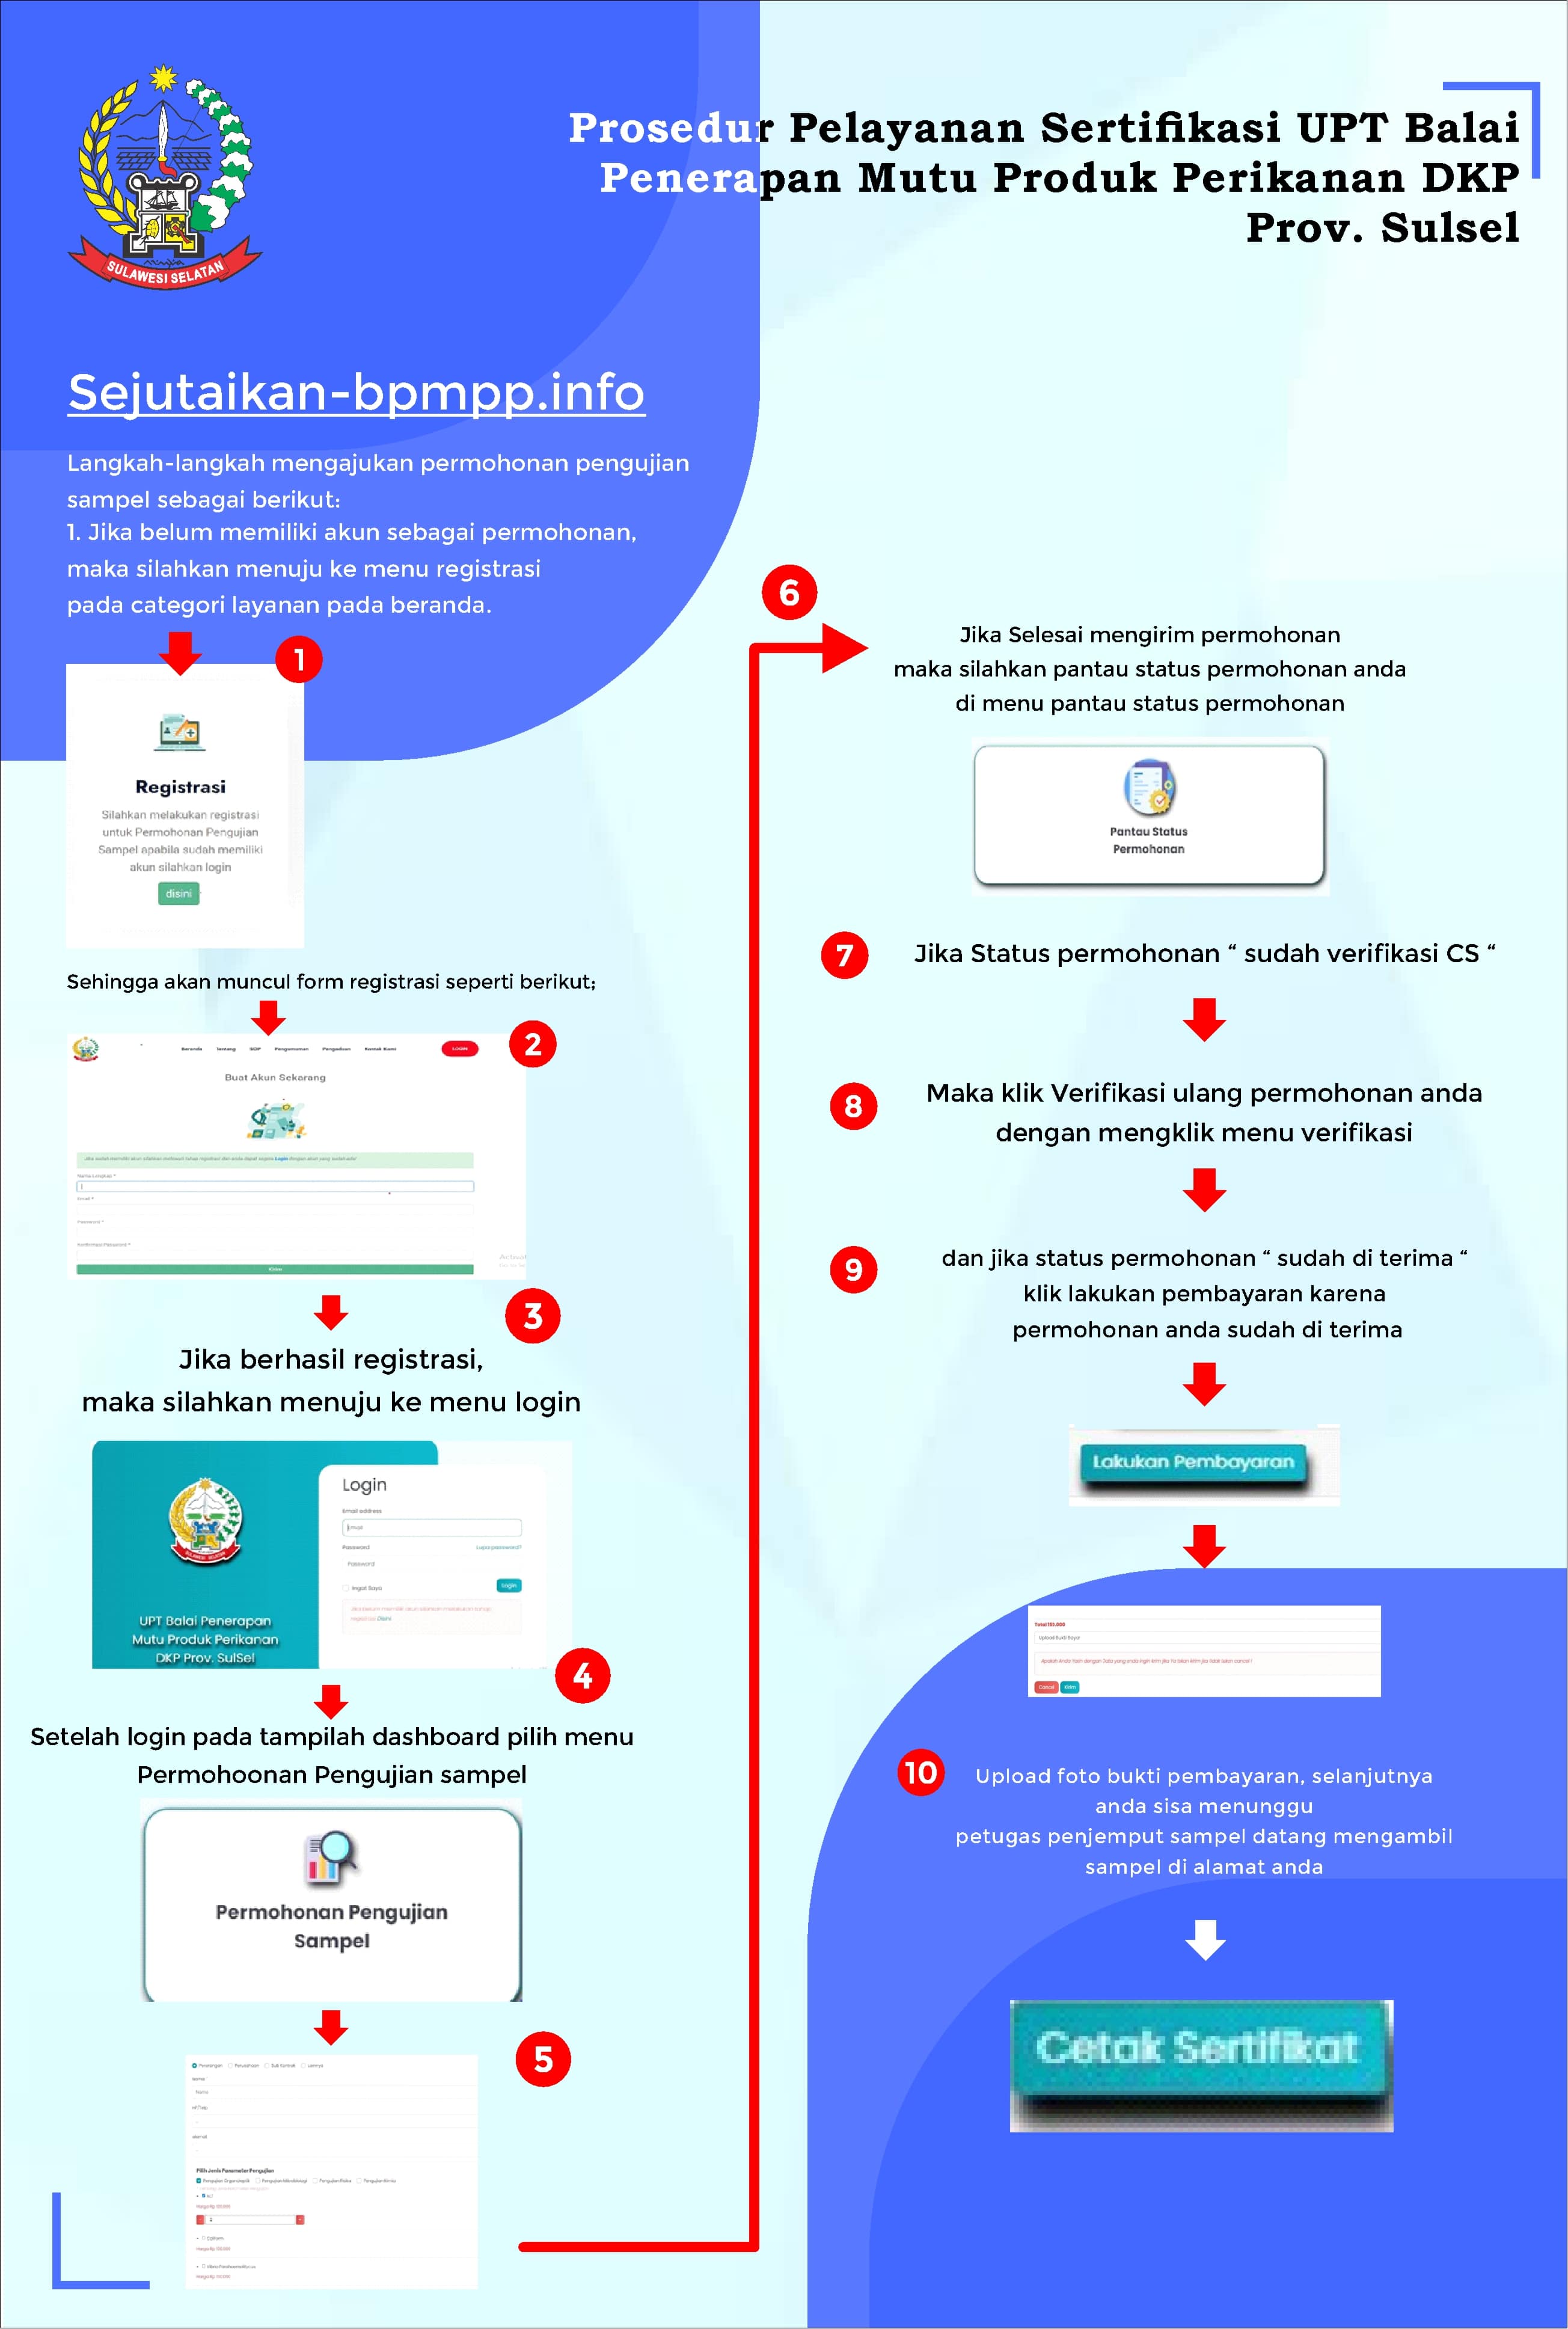 SULAWESI SELATAN
Prosedur Pelayanan Sertifikasi UPT Balai
Penerapan Mutu Produk Perikanan DKP
Prov. Sulsel
Sejutaikan-bpmpp.info
Langkah-langkah mengajukan permohonan pengujian
sampel sebagai berikut:
1. Jika belum memiliki akun sebagai permohonan,
maka silahkan menuju ke menu registrasi
pada categori layanan pada beranda.
1
Registrasi
Silahkan melakukan registrasi
untuk Permohonan Pengujian
Sampel apabila sudah memiliki
akun silahkan login
disini
Sehingga akan muncul form registrasi seperti berikut;
2
Beranda Tentang SOP Pengumuman Pengaduan Kontak Kami LOGIN
Buat Akun Sekarang
Nama Lengkap *
Email *
Password *
Konfirmasi Password *
Kirim
3
Jika berhasil registrasi,
maka silahkan menuju ke menu login
Login
Email address
Email
Password Lupa password?
Password
Ingat Saya Login
UPT Balai Penerapan
Mutu Produk Perikanan
DKP Prov. SulSel
4
Setelah login pada tampilah dashboard pilih menu
Permohoonan Pengujian sampel
Permohonan Pengujian
Sampel
5
Perorangan Perusahaan Sub Kontrak Lainnya
Nama *
Nama
Alamat
Pilih Jenis Parameter Pengujian
Pengujian Organoleptik Pengujian Mikrobiologi Pengujian Fisika Pengujian Kimia
6
Jika Selesai mengirim permohonan
maka silahkan pantau status permohonan anda
di menu pantau status permohonan
Pantau Status
Permohonan
7
Jika Status permohonan “ sudah verifikasi CS “
8
Maka klik Verifikasi ulang permohonan anda
dengan mengklik menu verifikasi
9
dan jika status permohonan “ sudah di terima “
klik lakukan pembayaran karena
permohonan anda sudah di terima
Lakukan Pembayaran
Upload Bukti Bayar
Cancel Kirim
10
Upload foto bukti pembayaran, selanjutnya
anda sisa menunggu
petugas penjemput sampel datang mengambil
sampel di alamat anda
Cetak Sertifikat